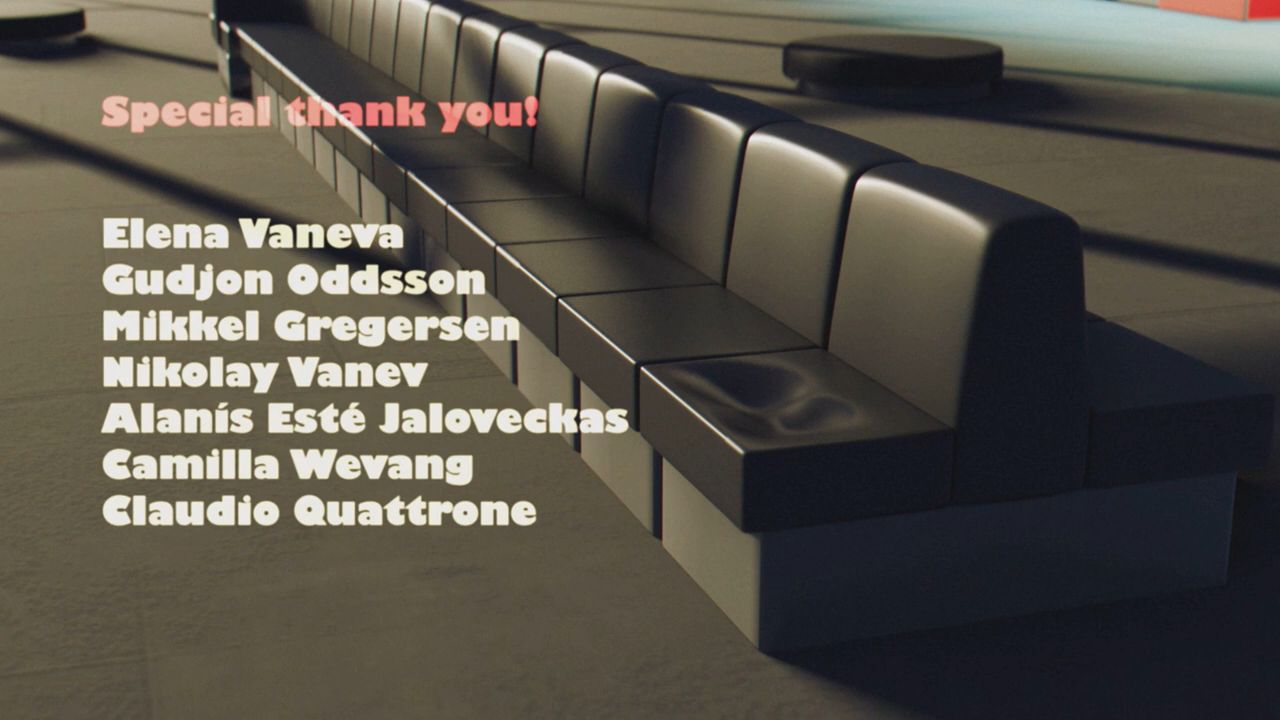 Special thank you!
Elena Vaneva
Gudjon Oddsson
Mikkel Gregersen
Nikolay Vanev
Alanís Esté Jaloveckas
Camilla Wevang
Claudio Quattrone